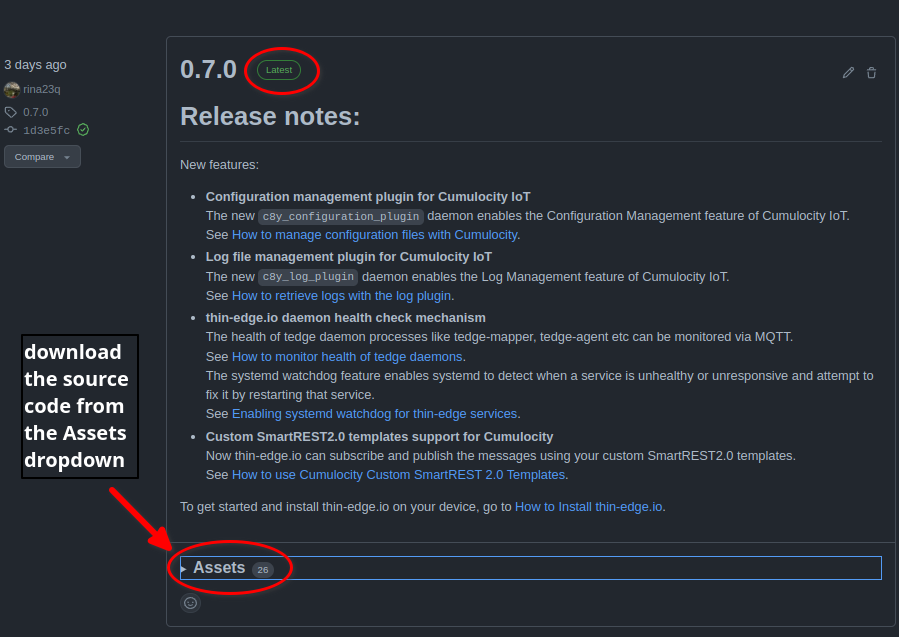 3 days ago
rina23q
0.7.0
1d3e5fc
Compare
0.7.0 Latest
Release notes:
New features:
Configuration management plugin for Cumulocity IoT
The new c8y_configuration_plugin daemon enables the Configuration Management feature of Cumulocity IoT.
See How to manage configuration files with Cumulocity.
Log file management plugin for Cumulocity IoT
The new c8y_log_plugin daemon enables the Log Management feature of Cumulocity IoT.
See How to retrieve logs with the log plugin.
thin-edge.io daemon health check mechanism
The health of tedge daemon processes like tedge-mapper, tedge-agent etc can be monitored via MQTT.
See How to monitor health of tedge daemons.
The systemd watchdog feature enables systemd to detect when a service is unhealthy or unresponsive and attempt to
fix it by restarting that service.
See Enabling systemd watchdog for thin-edge services.
Custom SmartREST2.0 templates support for Cumulocity
Now thin-edge.io can subscribe and publish the messages using your custom SmartREST2.0 templates.
See How to use Cumulocity Custom SmartREST 2.0 Templates.
To get started and install thin-edge.io on your device, go to How to Install thin-edge.io.
download
the source
code from
the Assets
dropdown
Assets 26